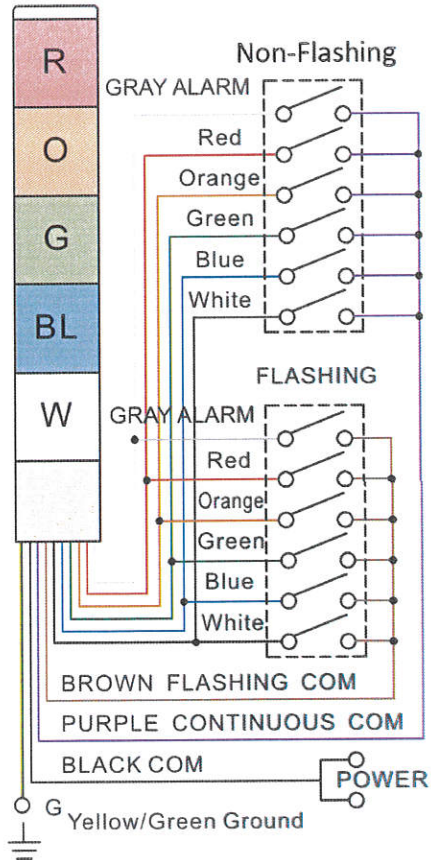 R
O
G
BL
W
Non-Flashing
GRAY ALARM
Red
Orange
Green
Blue
White
FLASHING
GRAY ALARM
Red
Orange
Green
Blue
White
BROWN FLASHING COM
PURPLE CONTINUOUS COM
BLACK COM
POWER
G
Yellow/Green Ground